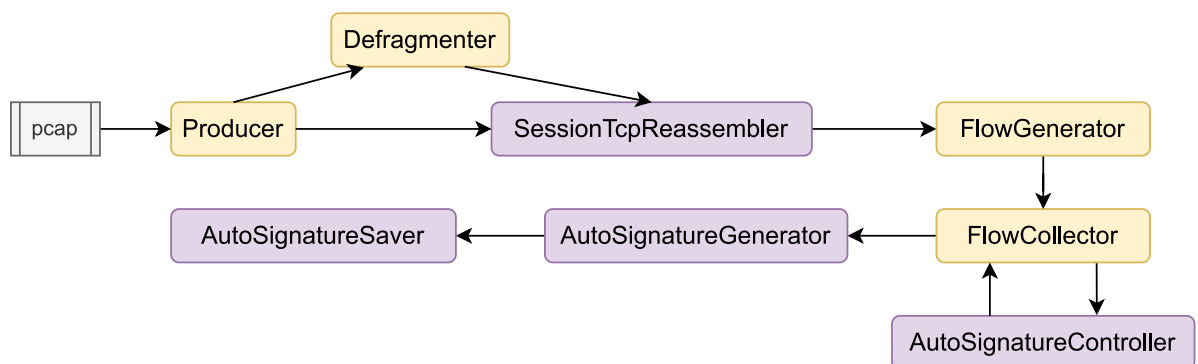 Defragmenter
pcap
Producer
SessionTcpReassembler
FlowGenerator
AutoSignatureSaver
AutoSignatureGenerator
FlowCollector
AutoSignatureController